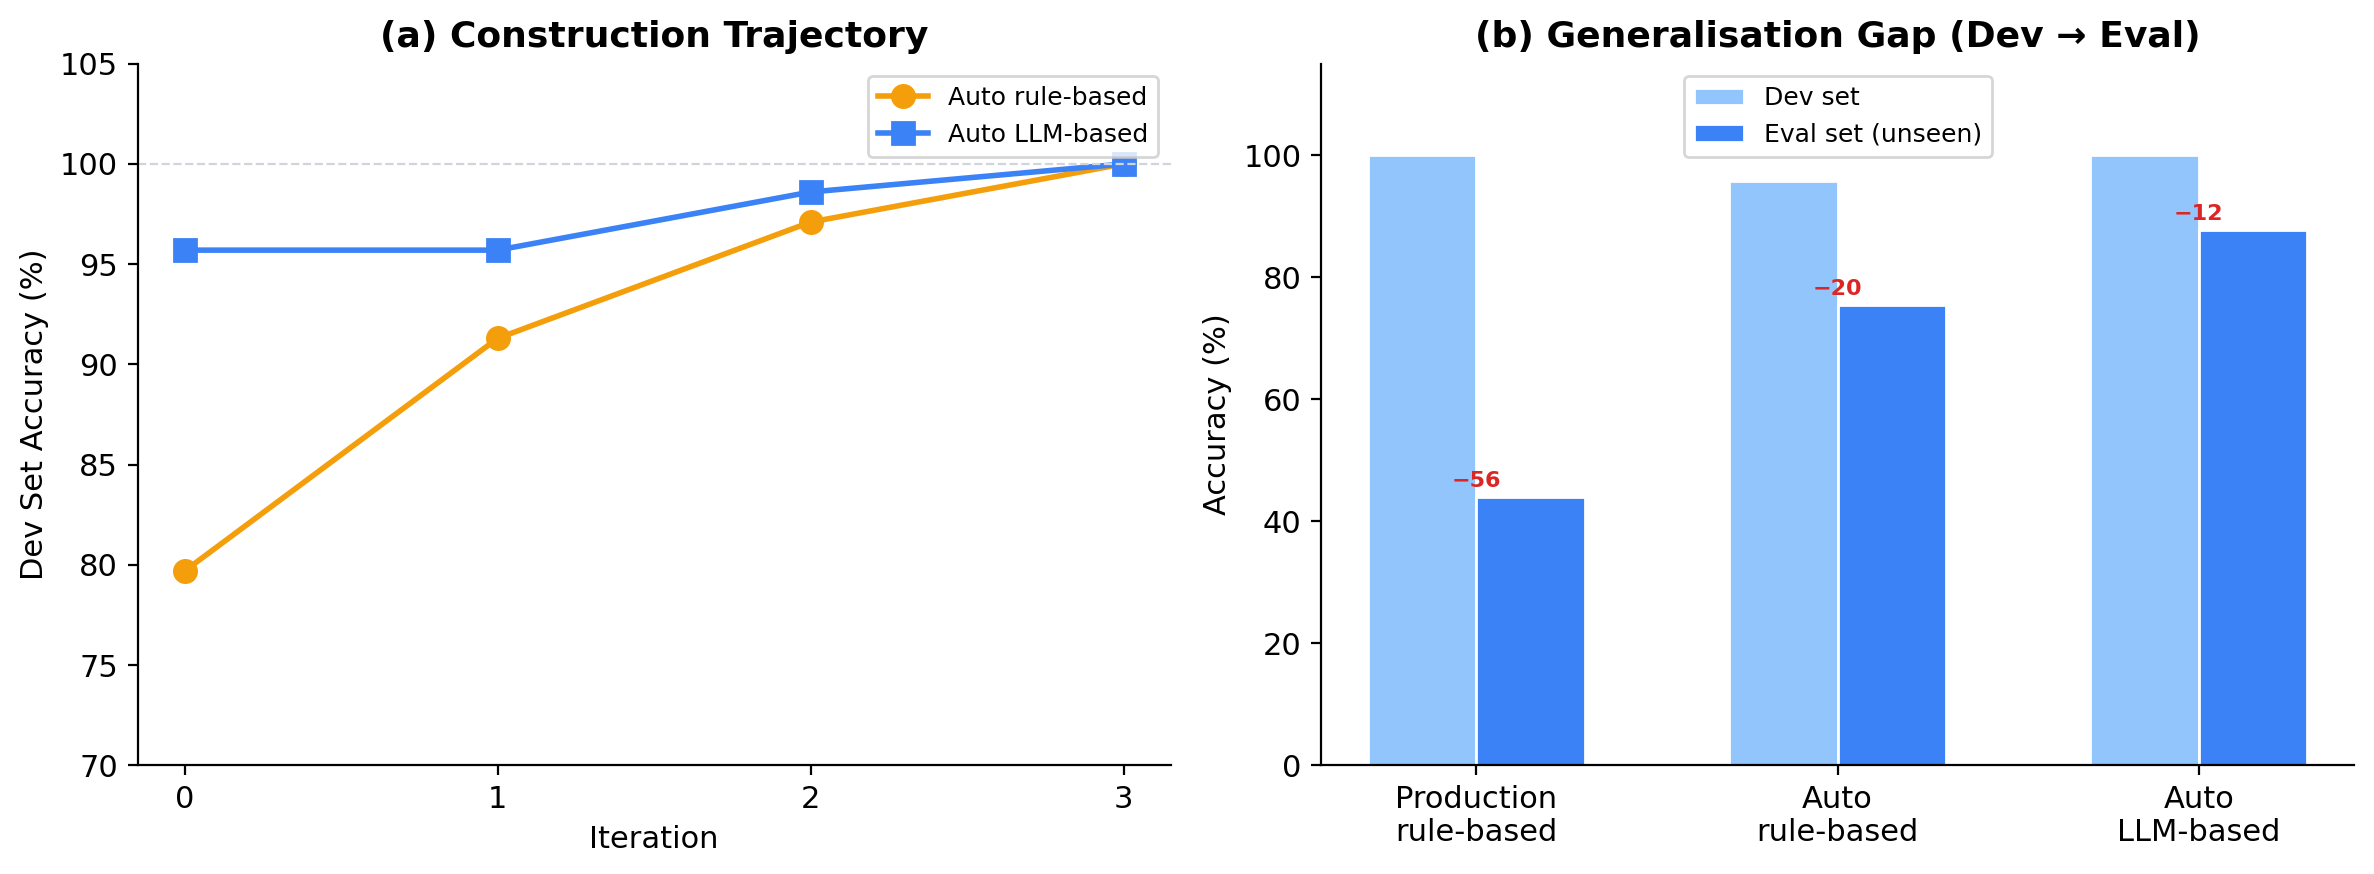 (a) Construction Trajectory
105
100
95
90
85
80
75
70
Dev Set Accuracy (%)
Auto rule-based
Auto LLM-based
0
1
2
3
Iteration
(b) Generalisation Gap (Dev → Eval)
100
80
60
40
20
0
Accuracy (%)
Dev set
Eval set (unseen)
−56
−20
−12
Production
rule-based
Auto
rule-based
Auto
LLM-based